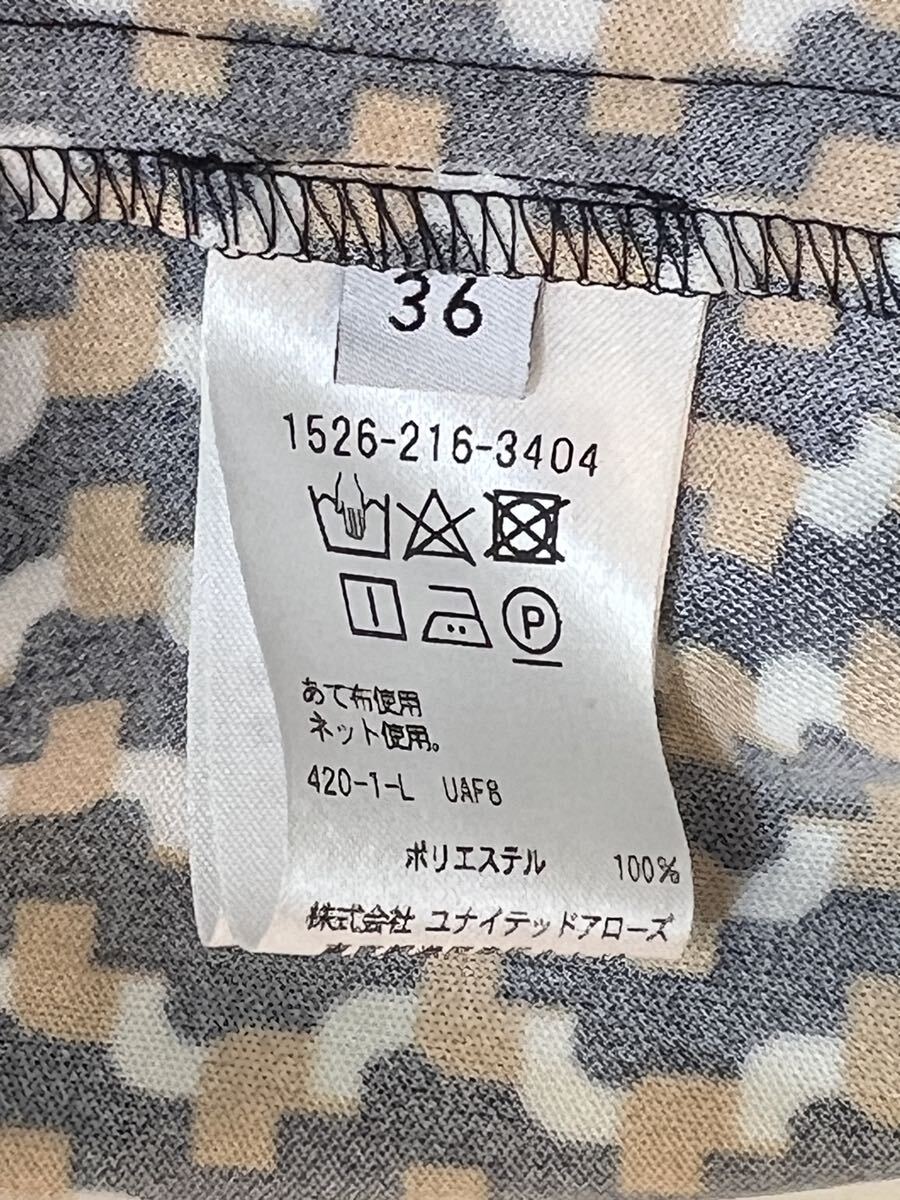 36
1526-216-3404
P
あて布使用
ネット使用。
420-1-L UAF8
ポリエステル 100%
株式会社 ユナイテッドアローズ